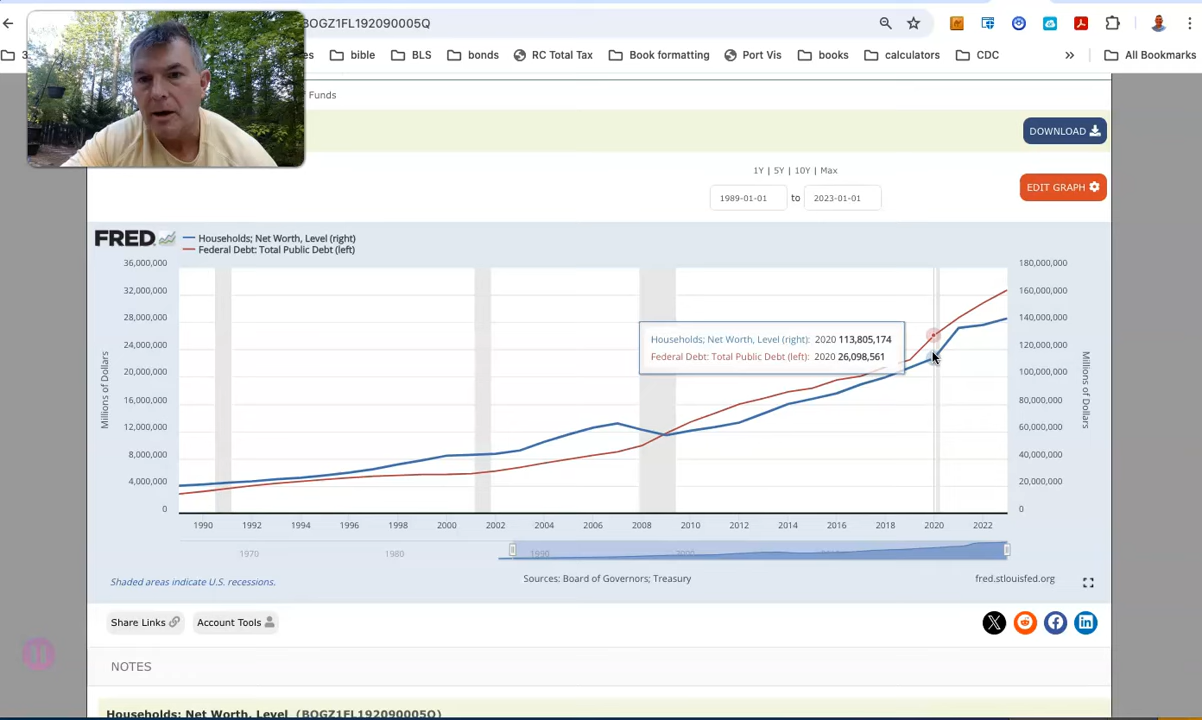 BOGZ1FL192090005Q
bible
BLS
bonds
RC Total Tax
Book formatting
Port Vis
books
calculators
CDC
»
All Bookmarks
Funds
DOWNLOAD
1Y | 5Y | 10Y | Max
1989-01-01 to 2023-01-01
EDIT GRAPH
FRED
Households; Net Worth, Level (right)
Federal Debt: Total Public Debt (left)
36,000,000
32,000,000
28,000,000
24,000,000
20,000,000
16,000,000
12,000,000
8,000,000
4,000,000
0
Millions of Dollars
Households; Net Worth, Level (right): 2020 113,805,174
Federal Debt: Total Public Debt (left): 2020 26,098,561
180,000,000
160,000,000
140,000,000
120,000,000
100,000,000
80,000,000
60,000,000
40,000,000
20,000,000
0
Millions of Dollars
1990 1992 1994 1996 1998 2000 2002 2004 2006 2008 2010 2012 2014 2016 2018 2020 2022
1970 1980 1990 2000
Shaded areas indicate U.S. recessions.
Sources: Board of Governors; Treasury
fred.stlouisfed.org
Share Links
Account Tools
NOTES
Households; Net Worth, Level (BOGZ1FL192090005Q)